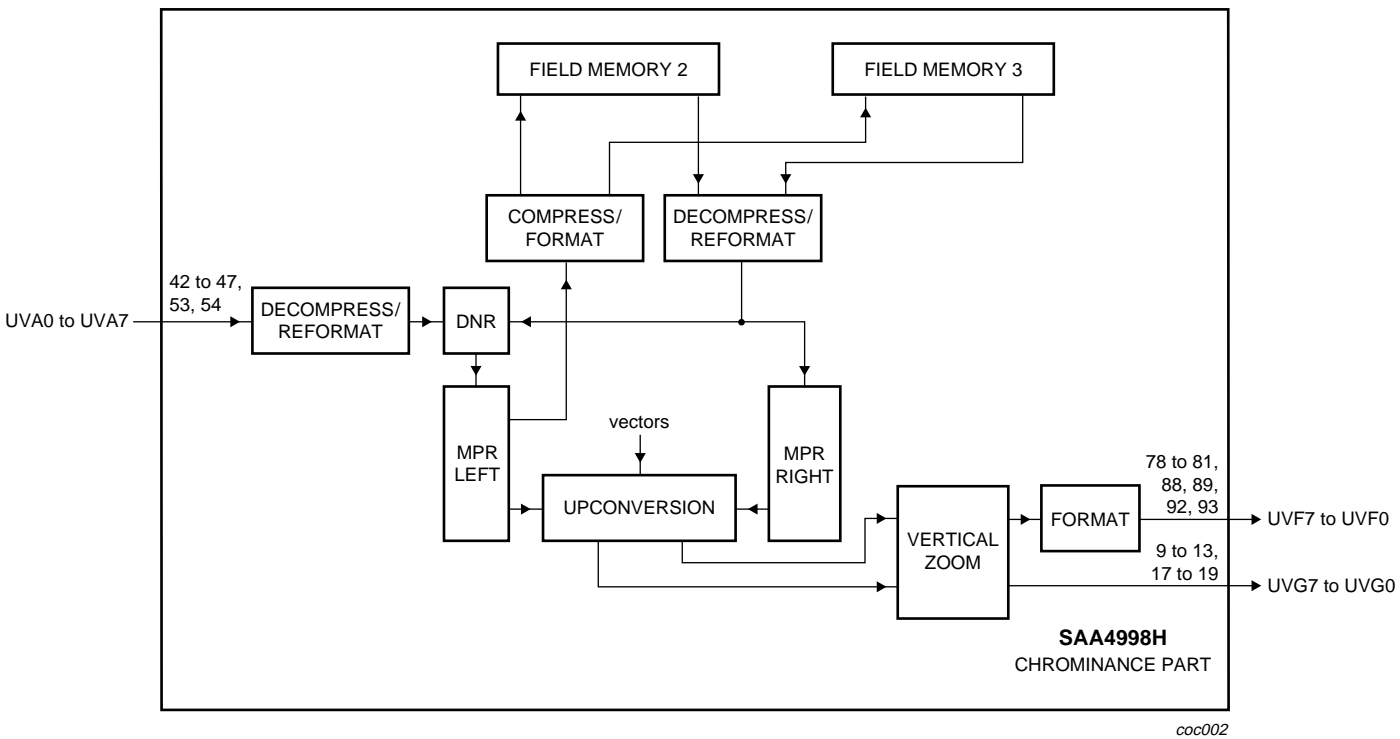 FIELD MEMORY 2
FIELD MEMORY 3
COMPRESS/
FORMAT
DECOMPRESS/
REFORMAT
UVA0 to UVA7
42 to 47,
53, 54
DECOMPRESS/
REFORMAT
DNR
MPR
LEFT
vectors
UPCONVERSION
MPR
RIGHT
VERTICAL
ZOOM
FORMAT
78 to 81,
88, 89,
92, 93
UVF7 to UVF0
9 to 13,
17 to 19
UVG7 to UVG0
SAA4998H
CHROMINANCE PART
coc002